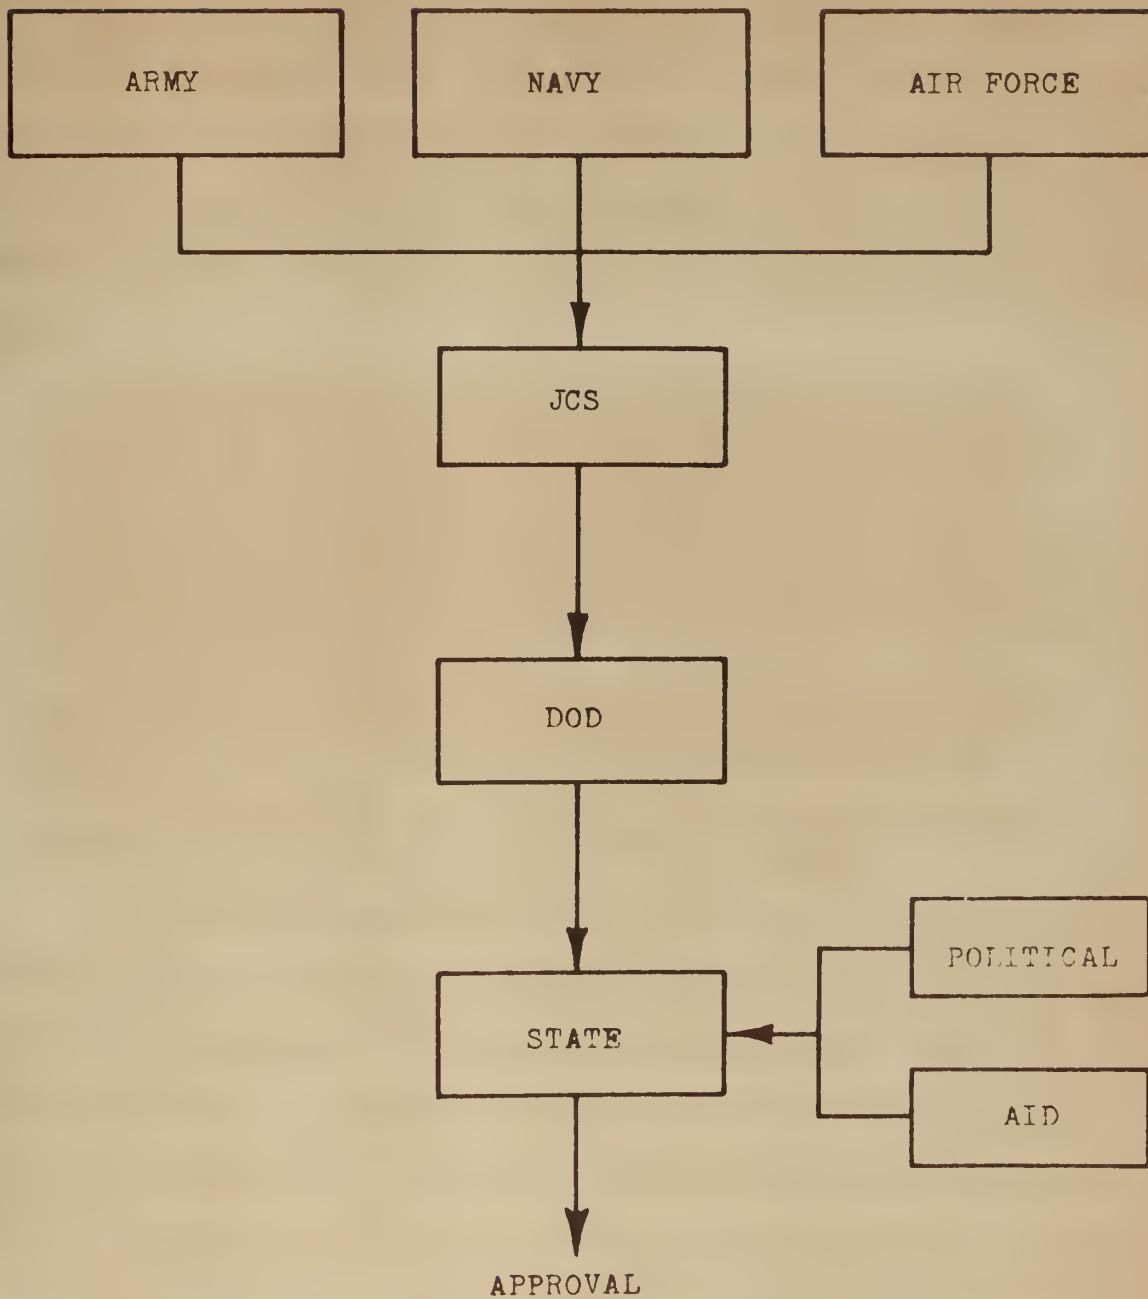 ARMY
NAVY
AIR FORCE
JCS
DOD
POLITICAL
STATE
AID
APPROVAL